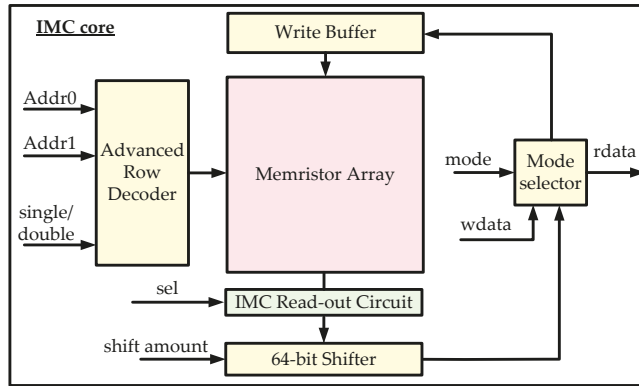 IMC core
Write Buffer
Addr0
Addr1
single/
double
Advanced
Row
Decoder
Memristor Array
mode
Mode
selector
rdata
wdata
sel
IMC Read-out Circuit
shift amount
64-bit Shifter